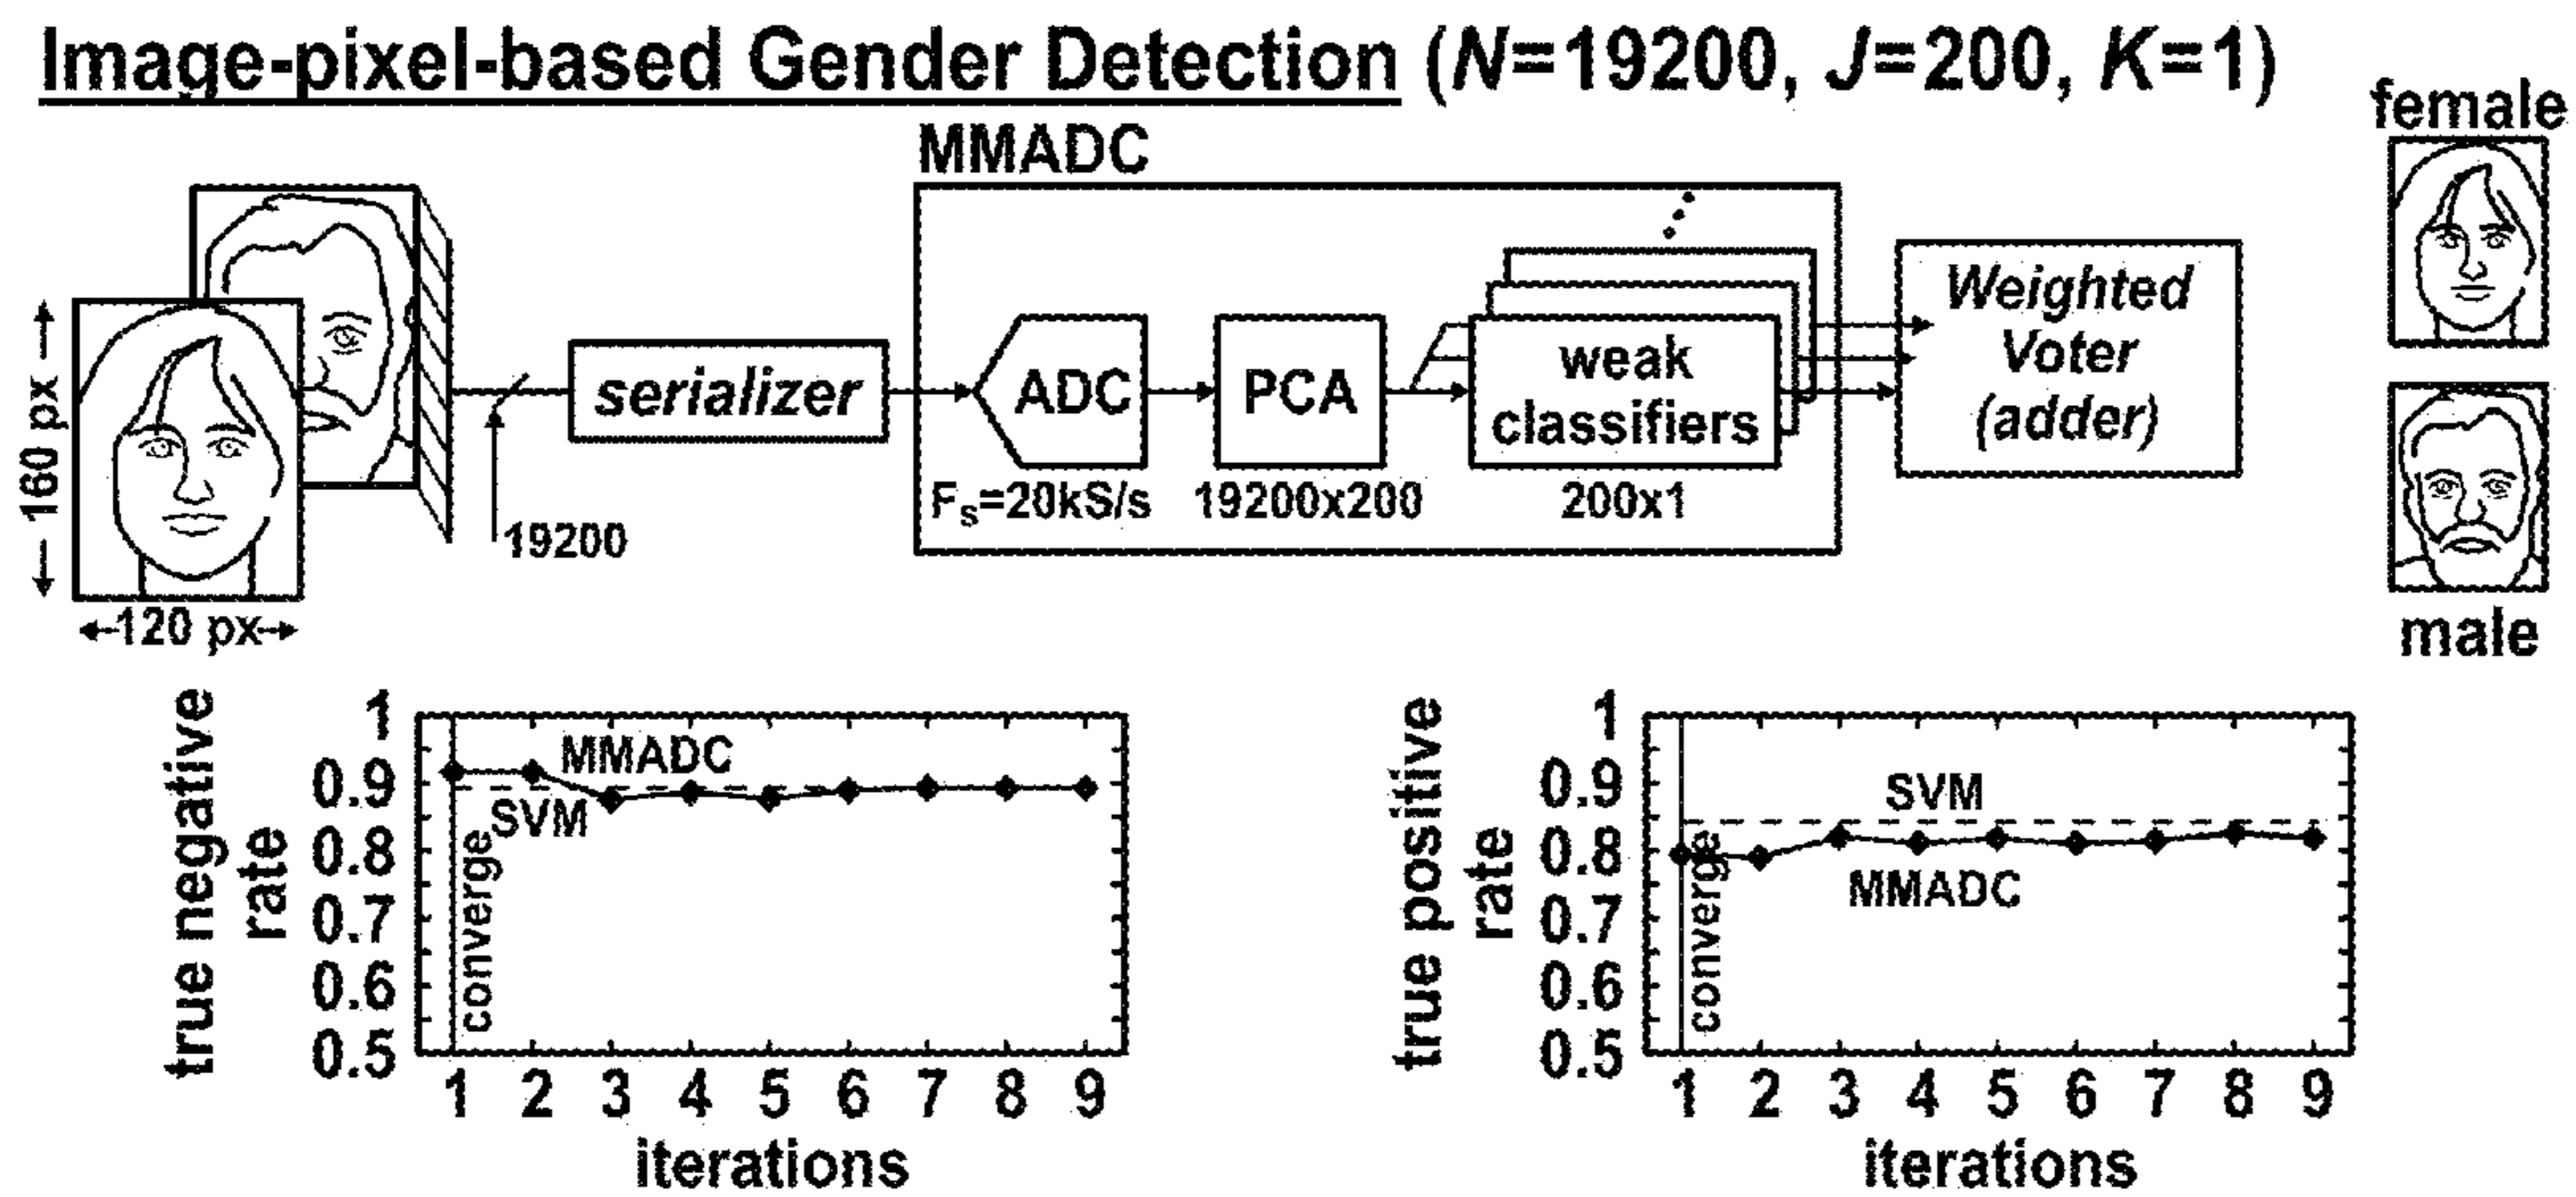 Image-pixel-based Gender Detection (N=19200, J=200, K=1)
female
MMADC
160 px
120 px
19200
serializer
ADC
Fs=20kS/s
PCA
19200x200
weak
classifiers
200x1
Weighted
Voter
(adder)
male
true negative
rate
1
0.9
0.8
0.7
0.6
0.5
MMADC
SVM
converge
1 2 3 4 5 6 7 8 9
iterations
true positive
rate
1
0.9
0.8
0.7
0.6
0.5
SVM
MMADC
converge
1 2 3 4 5 6 7 8 9
iterations